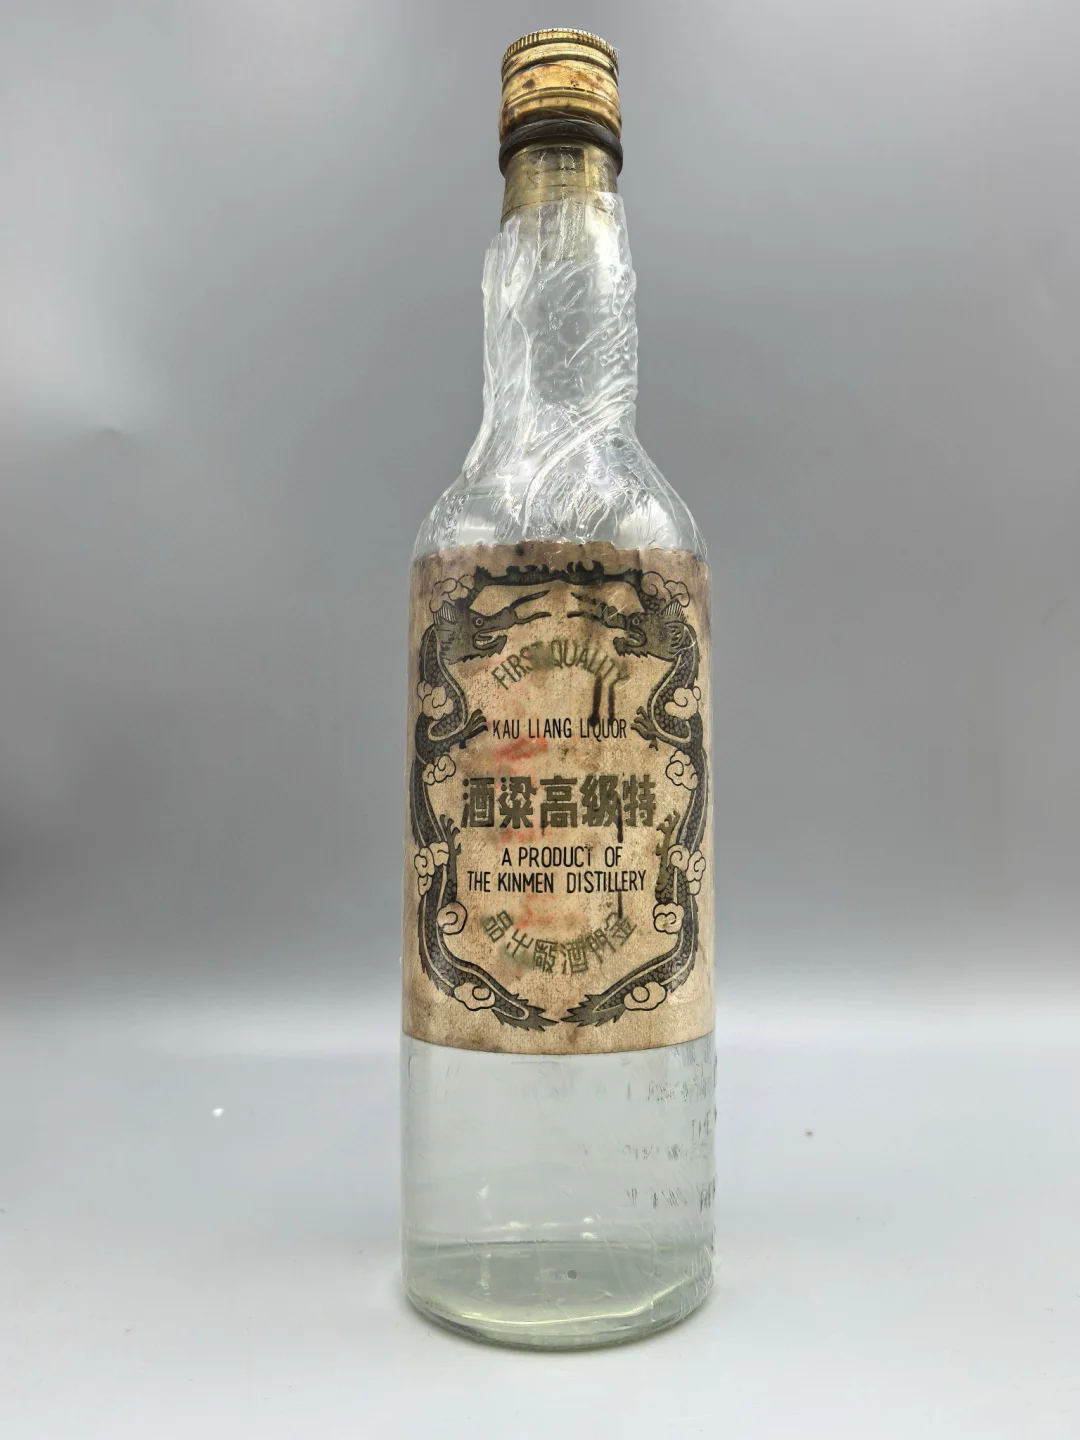 FIRST QUALITY
KAU LIANG LIQUOR
特級高粱酒
A PRODUCT OF
THE KINMEN DISTILLERY
金門酒廠出品